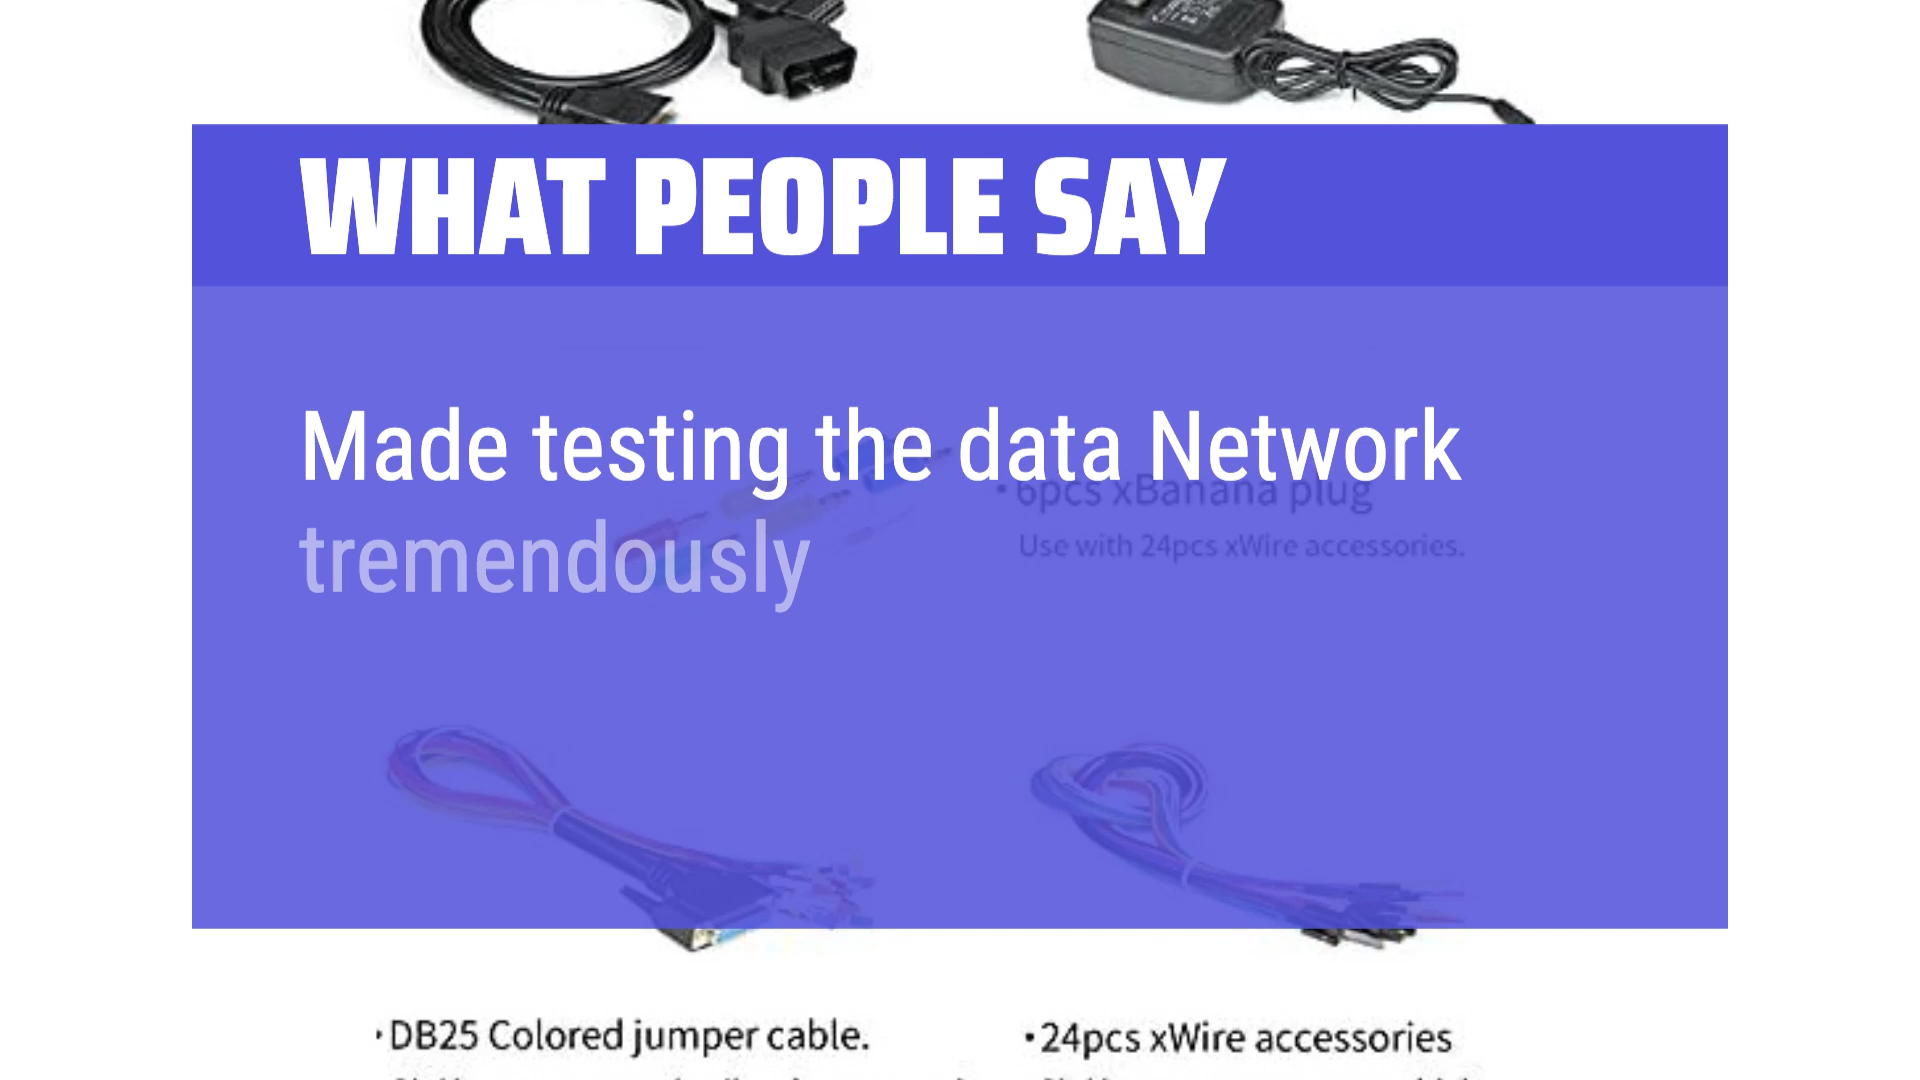 WHAT PEOPLE SAY
Made testing the data Network
tremendously
• 6pcs xBanana plug
Use with 24pcs xWire accessories.
·DB25 Colored jumper cable.
•24pcs xWire accessories